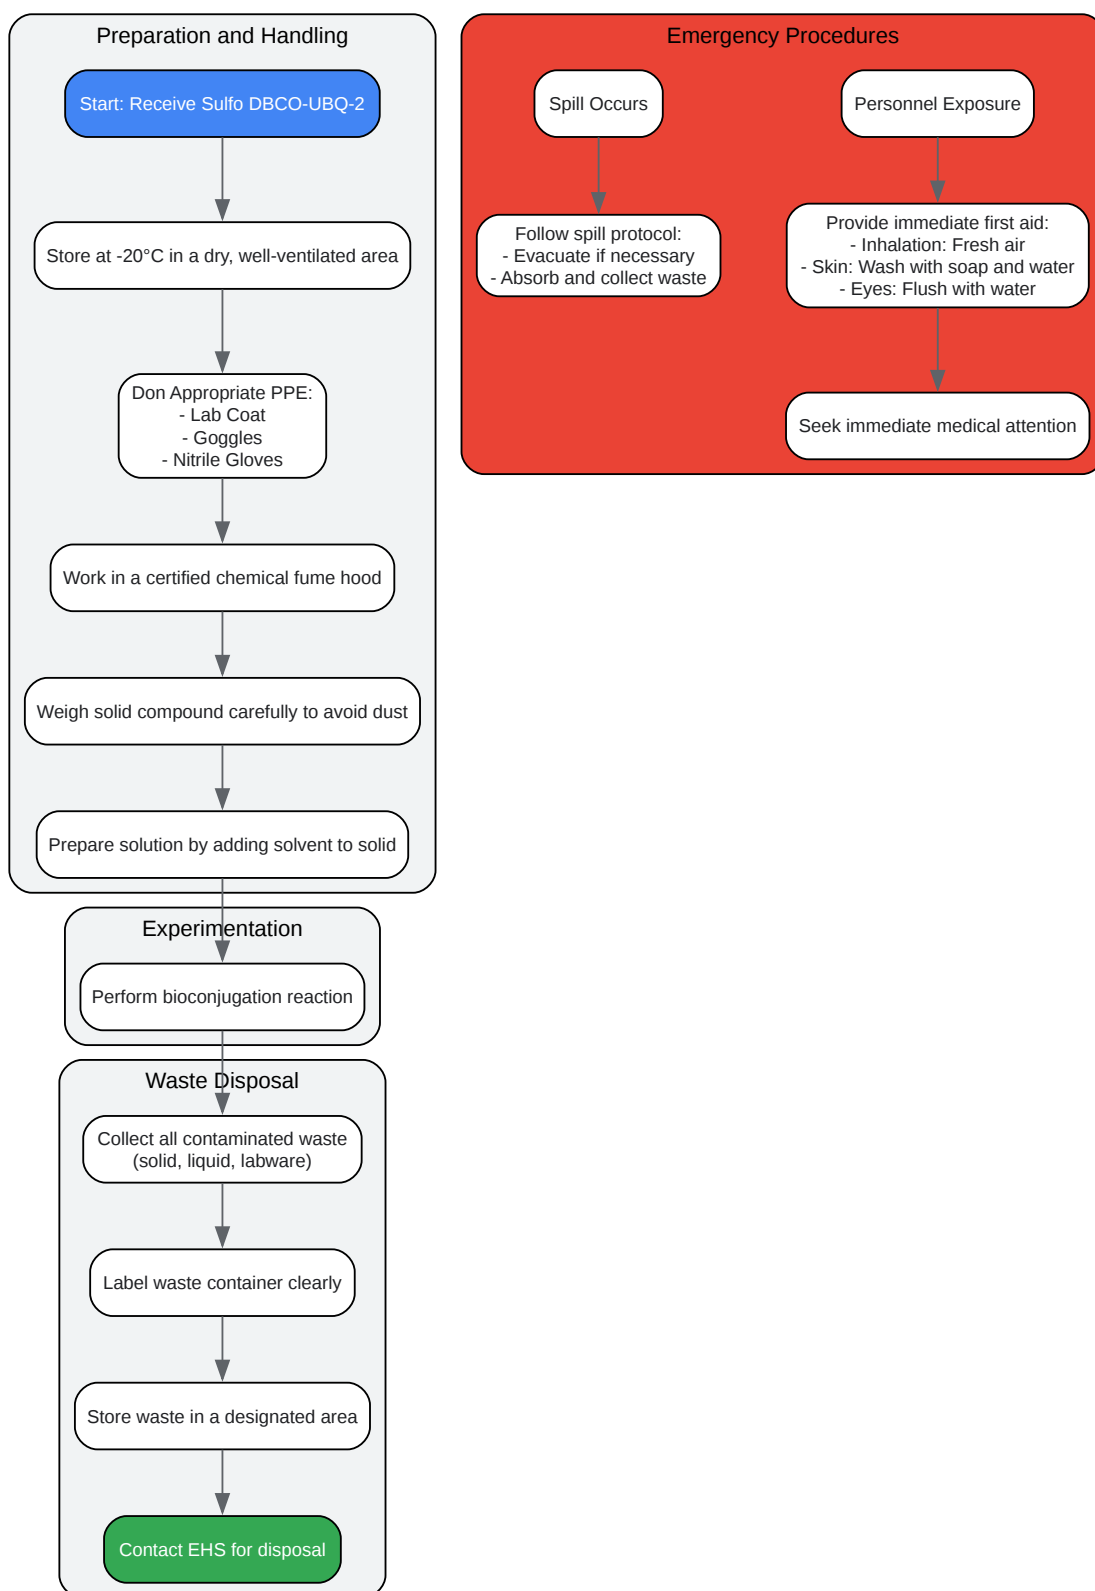 Preparation and Handling
Start: Receive Sulfo DBCO-UBQ-2
Store at -20°C in a dry, well-ventilated area
Don Appropriate PPE:
- Lab Coat
- Goggles
- Nitrile Gloves
Work in a certified chemical fume hood
Weigh solid compound carefully to avoid dust
Prepare solution by adding solvent to solid
Experimentation
Perform bioconjugation reaction
Waste Disposal
Collect all contaminated waste
(solid, liquid, labware)
Label waste container clearly
Store waste in a designated area
Contact EHS for disposal
Emergency Procedures
Spill Occurs
Follow spill protocol:
- Evacuate if necessary
- Absorb and collect waste
Personnel Exposure
Provide immediate first aid:
- Inhalation: Fresh air
- Skin: Wash with soap and water
- Eyes: Flush with water
Seek immediate medical attention